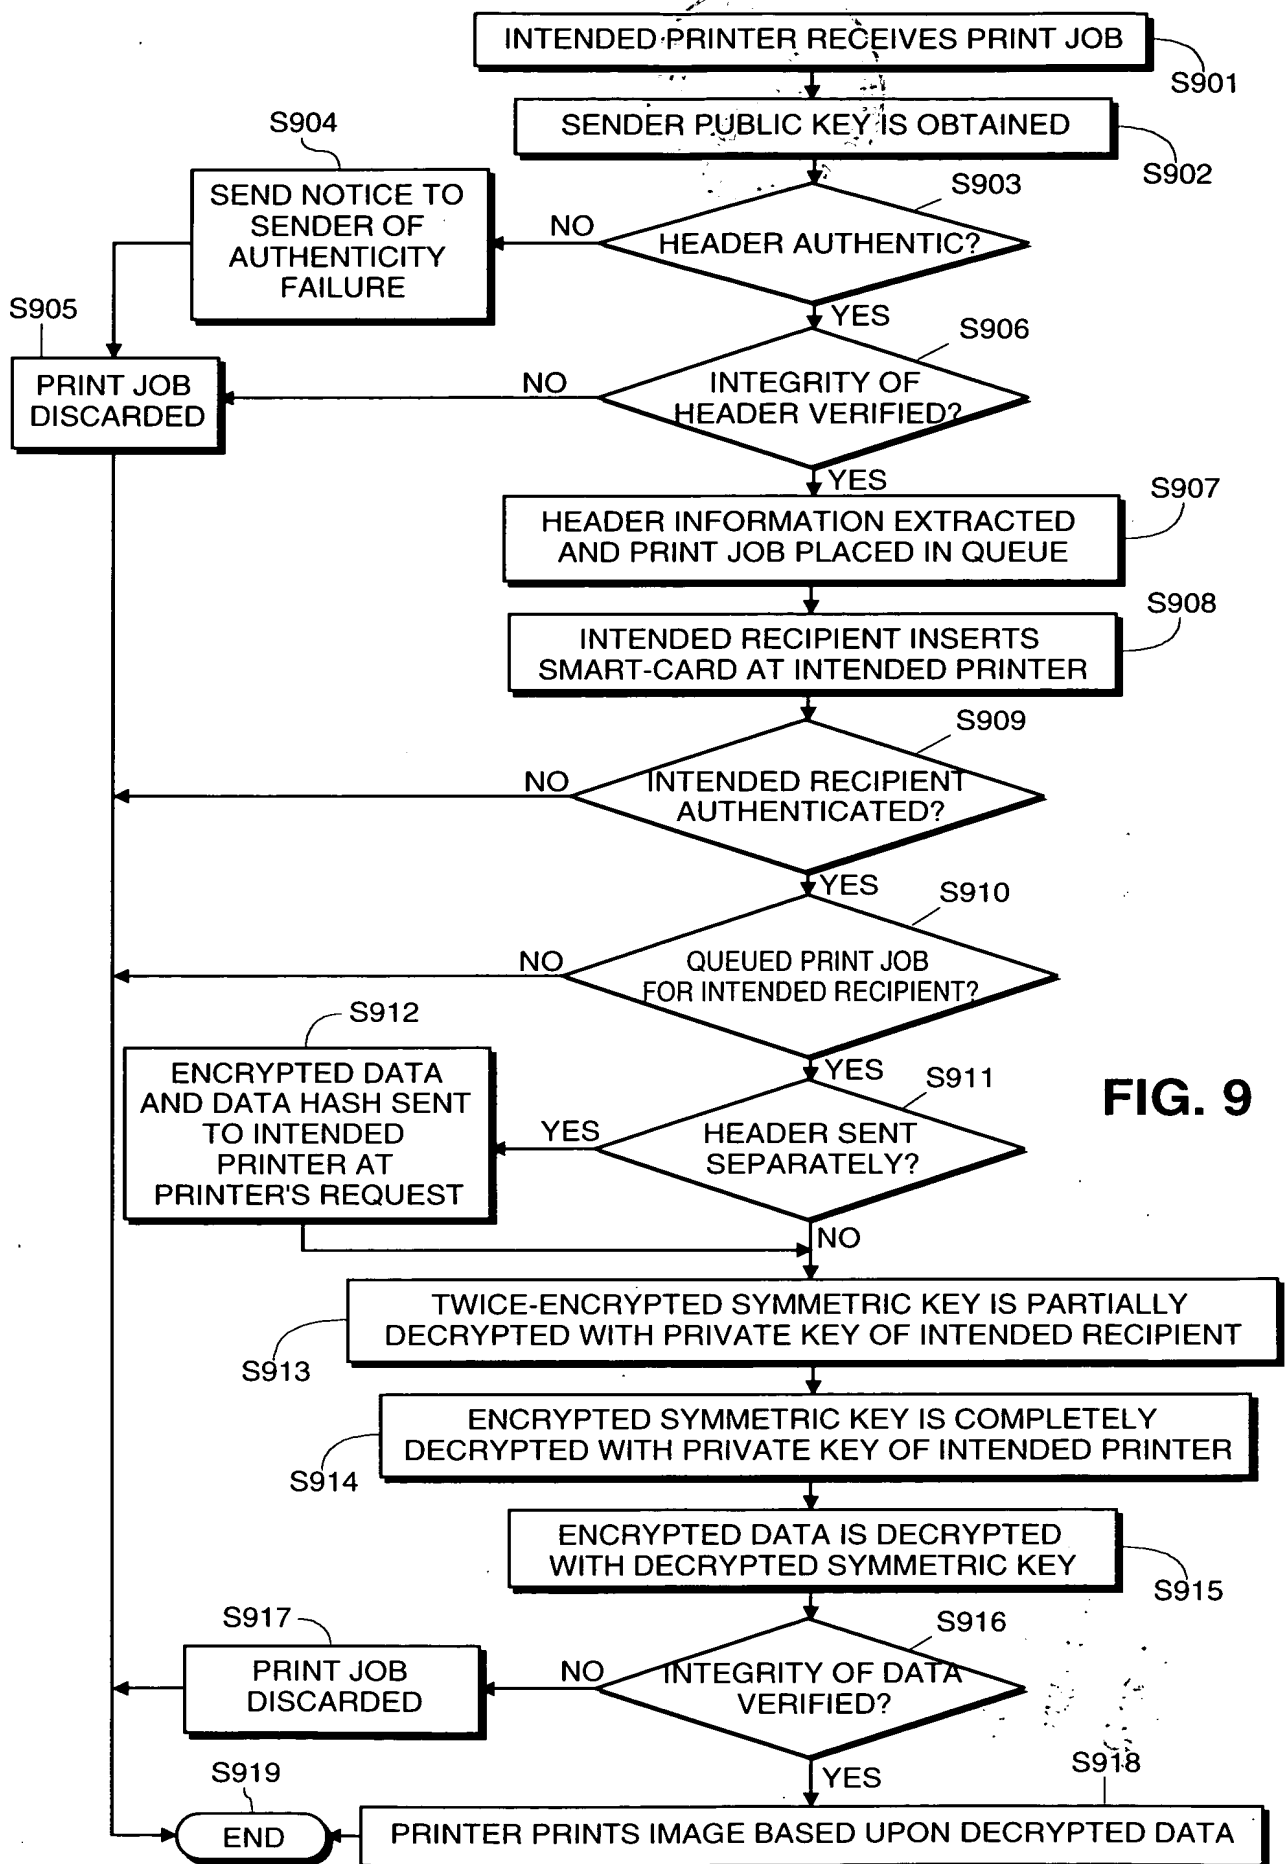 INTENDED PRINTER RECEIVES PRINT JOB
S901
SENDER PUBLIC KEY IS OBTAINED
S902
S903
HEADER AUTHENTIC?
NO
YES
S904
SEND NOTICE TO
SENDER OF
AUTHENTICITY
FAILURE
S905
PRINT JOB
DISCARDED
S906
INTEGRITY OF
HEADER VERIFIED?
NO
YES
S907
HEADER INFORMATION EXTRACTED
AND PRINT JOB PLACED IN QUEUE
S908
INTENDED RECIPIENT INSERTS
SMART-CARD AT INTENDED PRINTER
S909
INTENDED RECIPIENT
AUTHENTICATED?
NO
YES
S910
QUEUED PRINT JOB
FOR INTENDED RECIPIENT?
NO
YES
S911
HEADER SENT
SEPARATELY?
YES
NO
S912
ENCRYPTED DATA
AND DATA HASH SENT
TO INTENDED
PRINTER AT
PRINTER'S REQUEST
FIG. 9
TWICE-ENCRYPTED SYMMETRIC KEY IS PARTIALLY
DECRYPTED WITH PRIVATE KEY OF INTENDED RECIPIENT
S913
ENCRYPTED SYMMETRIC KEY IS COMPLETELY
DECRYPTED WITH PRIVATE KEY OF INTENDED PRINTER
S914
ENCRYPTED DATA IS DECRYPTED
WITH DECRYPTED SYMMETRIC KEY
S915
S916
INTEGRITY OF DATA
VERIFIED?
NO
YES
S917
PRINT JOB
DISCARDED
S918
PRINTER PRINTS IMAGE BASED UPON DECRYPTED DATA
S919
END